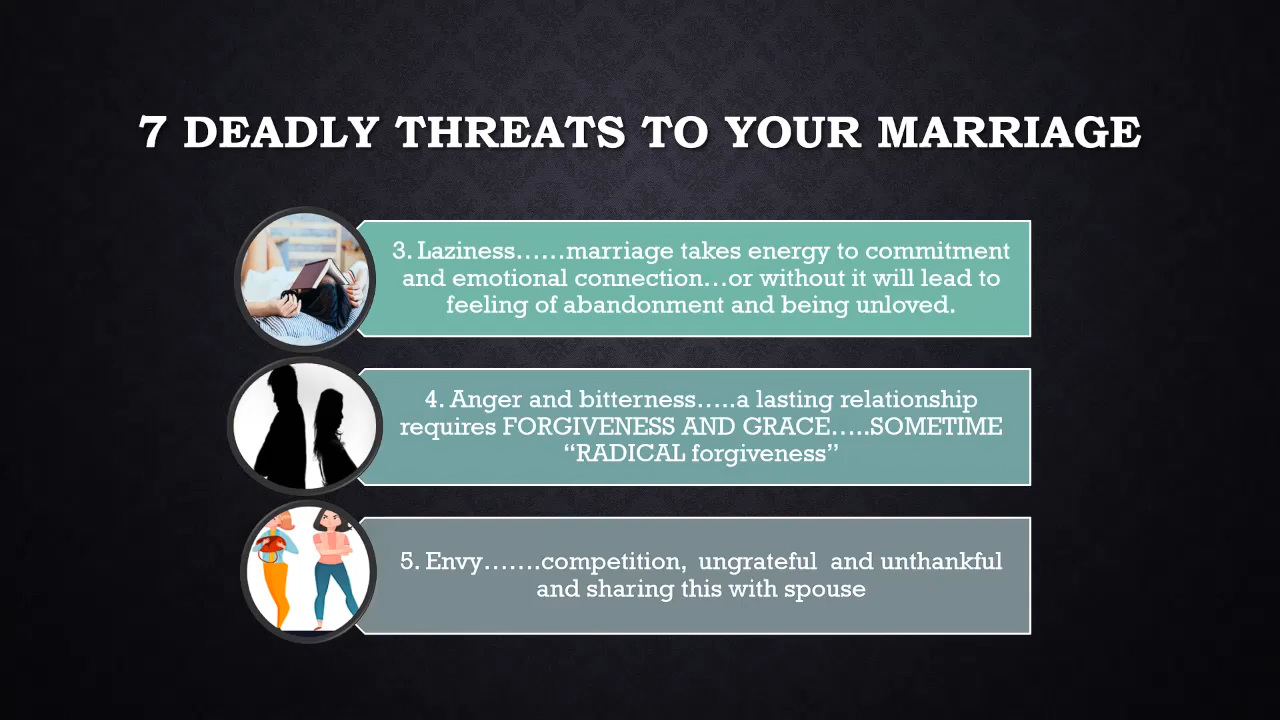 7 DEADLY THREATS TO YOUR MARRIAGE
3. Laziness……marriage takes energy to commitment
and emotional connection…or without it will lead to
feeling of abandonment and being unloved.
4. Anger and bitterness…..a lasting relationship
requires FORGIVENESS AND GRACE…..SOMETIME
“RADICAL forgiveness”
5. Envy…….competition,  ungrateful  and unthankful
and sharing this with spouse